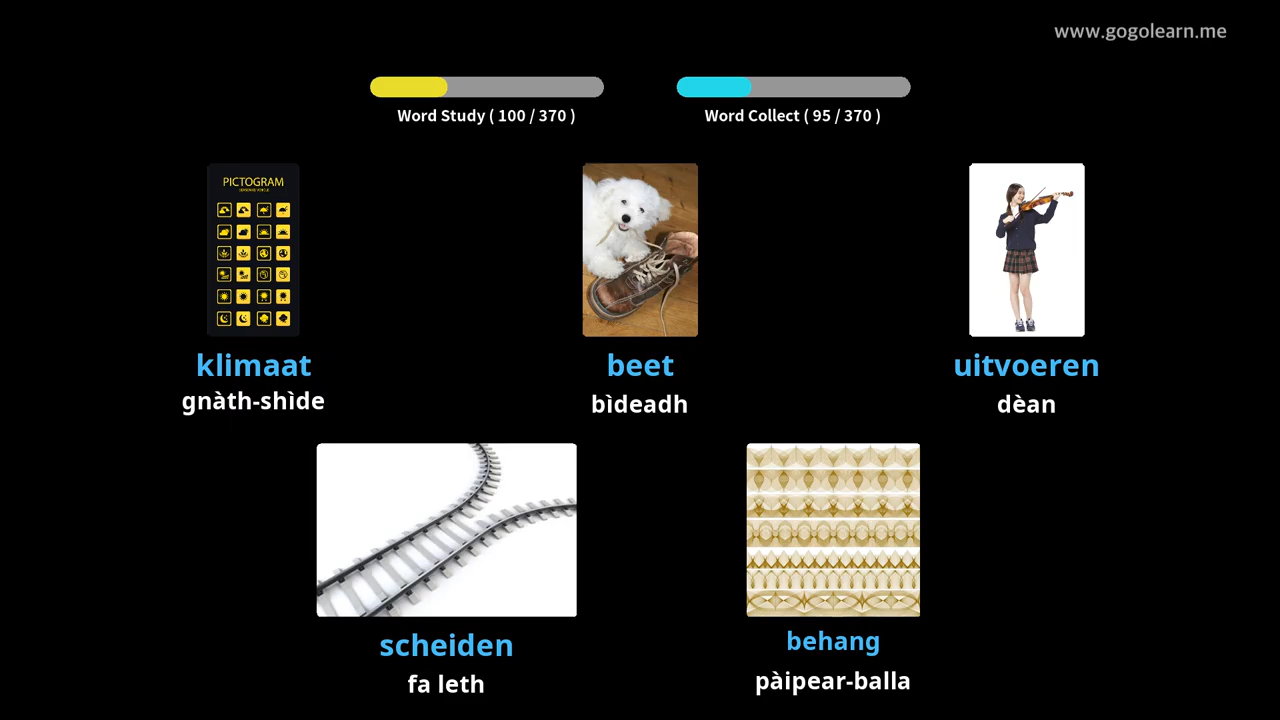 www.gogolearn.me
Word Study ( 100 / 370 )
Word Collect ( 95 / 370 )
PICTOGRAM
klimaat
beet
uitvoeren
gnàth-shìde
bìdeadh
dèan
scheiden
behang
fa leth
pàipear-balla